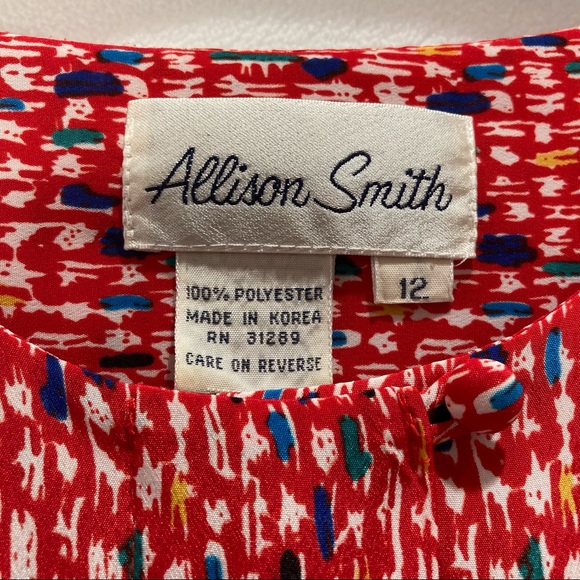 Allison Smith
12
100% POLYESTER
MADE IN KOREA
RN 31289
CARE ON REVERSE